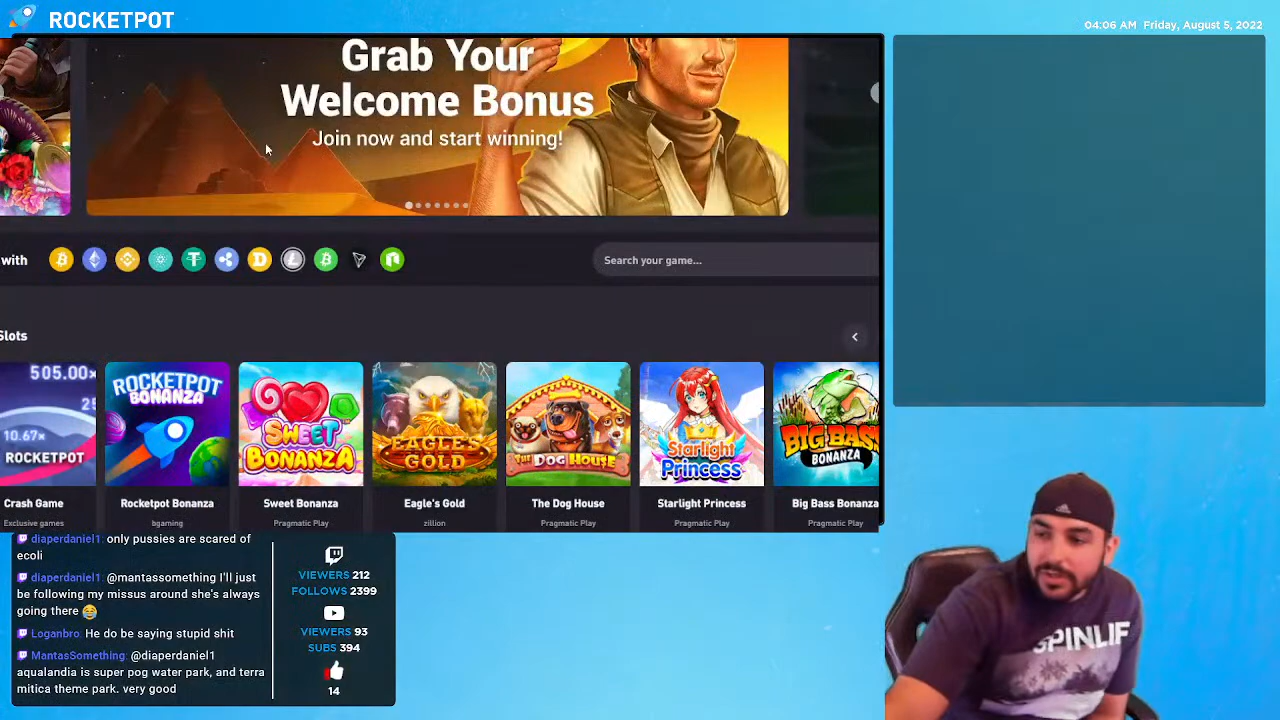 ROCKETPOT
04:06 AM Friday, August 5, 2022
Grab Your
Welcome Bonus
Join now and start winning!
with
Search your game...
Slots
505.00×
25
10.67×
ROCKETPOT
ROCKETPOT
BONANZA
SWEET
BONANZA
EAGLE'S
GOLD
THE DOG HOUSE
Starlight
Princess
BIG BASS
BONANZA
Crash Game
Rocketpot Bonanza
Sweet Bonanza
Eagle's Gold
The Dog House
Starlight Princess
Big Bass Bonanza
Exclusive games
bgaming
Pragmatic Play
zillion
Pragmatic Play
Pragmatic Play
Pragmatic Play
diaperdaniel1: only pussies are scared of
ecoli
diaperdaniel1: @mantassomething I'll just
be following my missus around she's always
going there 😂
Loganbro: He do be saying stupid shit
MantasSomething: @diaperdaniel1
aqualandia is super pog water park, and terra
mitica theme park. very good
VIEWERS 212
FOLLOWS 2399
VIEWERS 93
SUBS 394
14
SPINLIF